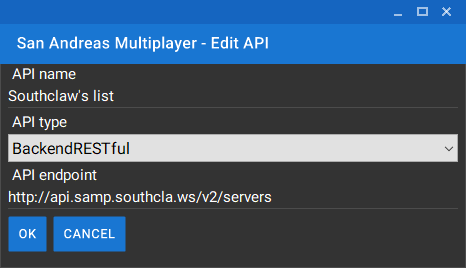 San Andreas Multiplayer - Edit API
API name
Southclaw's list
API type
BackendRESTful
API endpoint
http://api.samp.southcla.ws/v2/servers
OK CANCEL